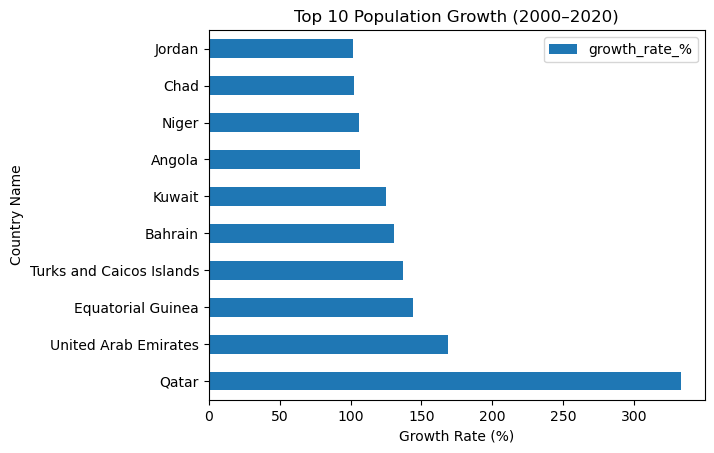 Top 10 Population Growth (2000–2020)
growth_rate_%
Country Name
Jordan
Chad
Niger
Angola
Kuwait
Bahrain
Turks and Caicos Islands
Equatorial Guinea
United Arab Emirates
Qatar
0 50 100 150 200 250 300
Growth Rate (%)